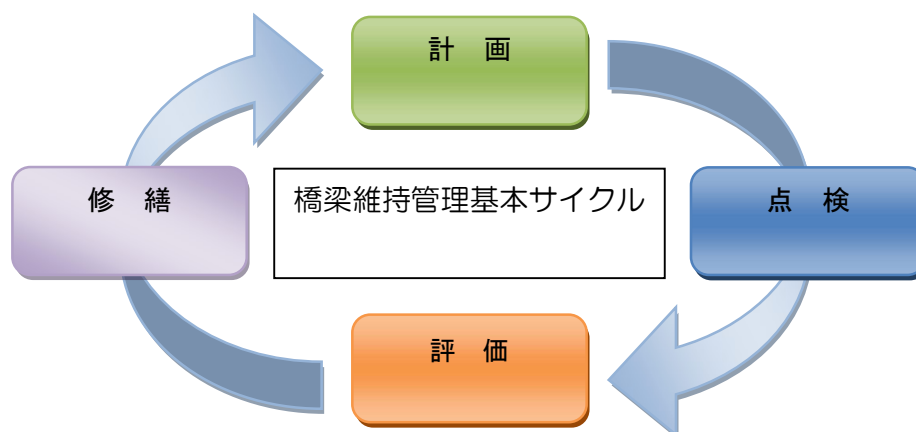 計　画
修　繕
橋梁維持管理基本サイクル
点　検
評　価